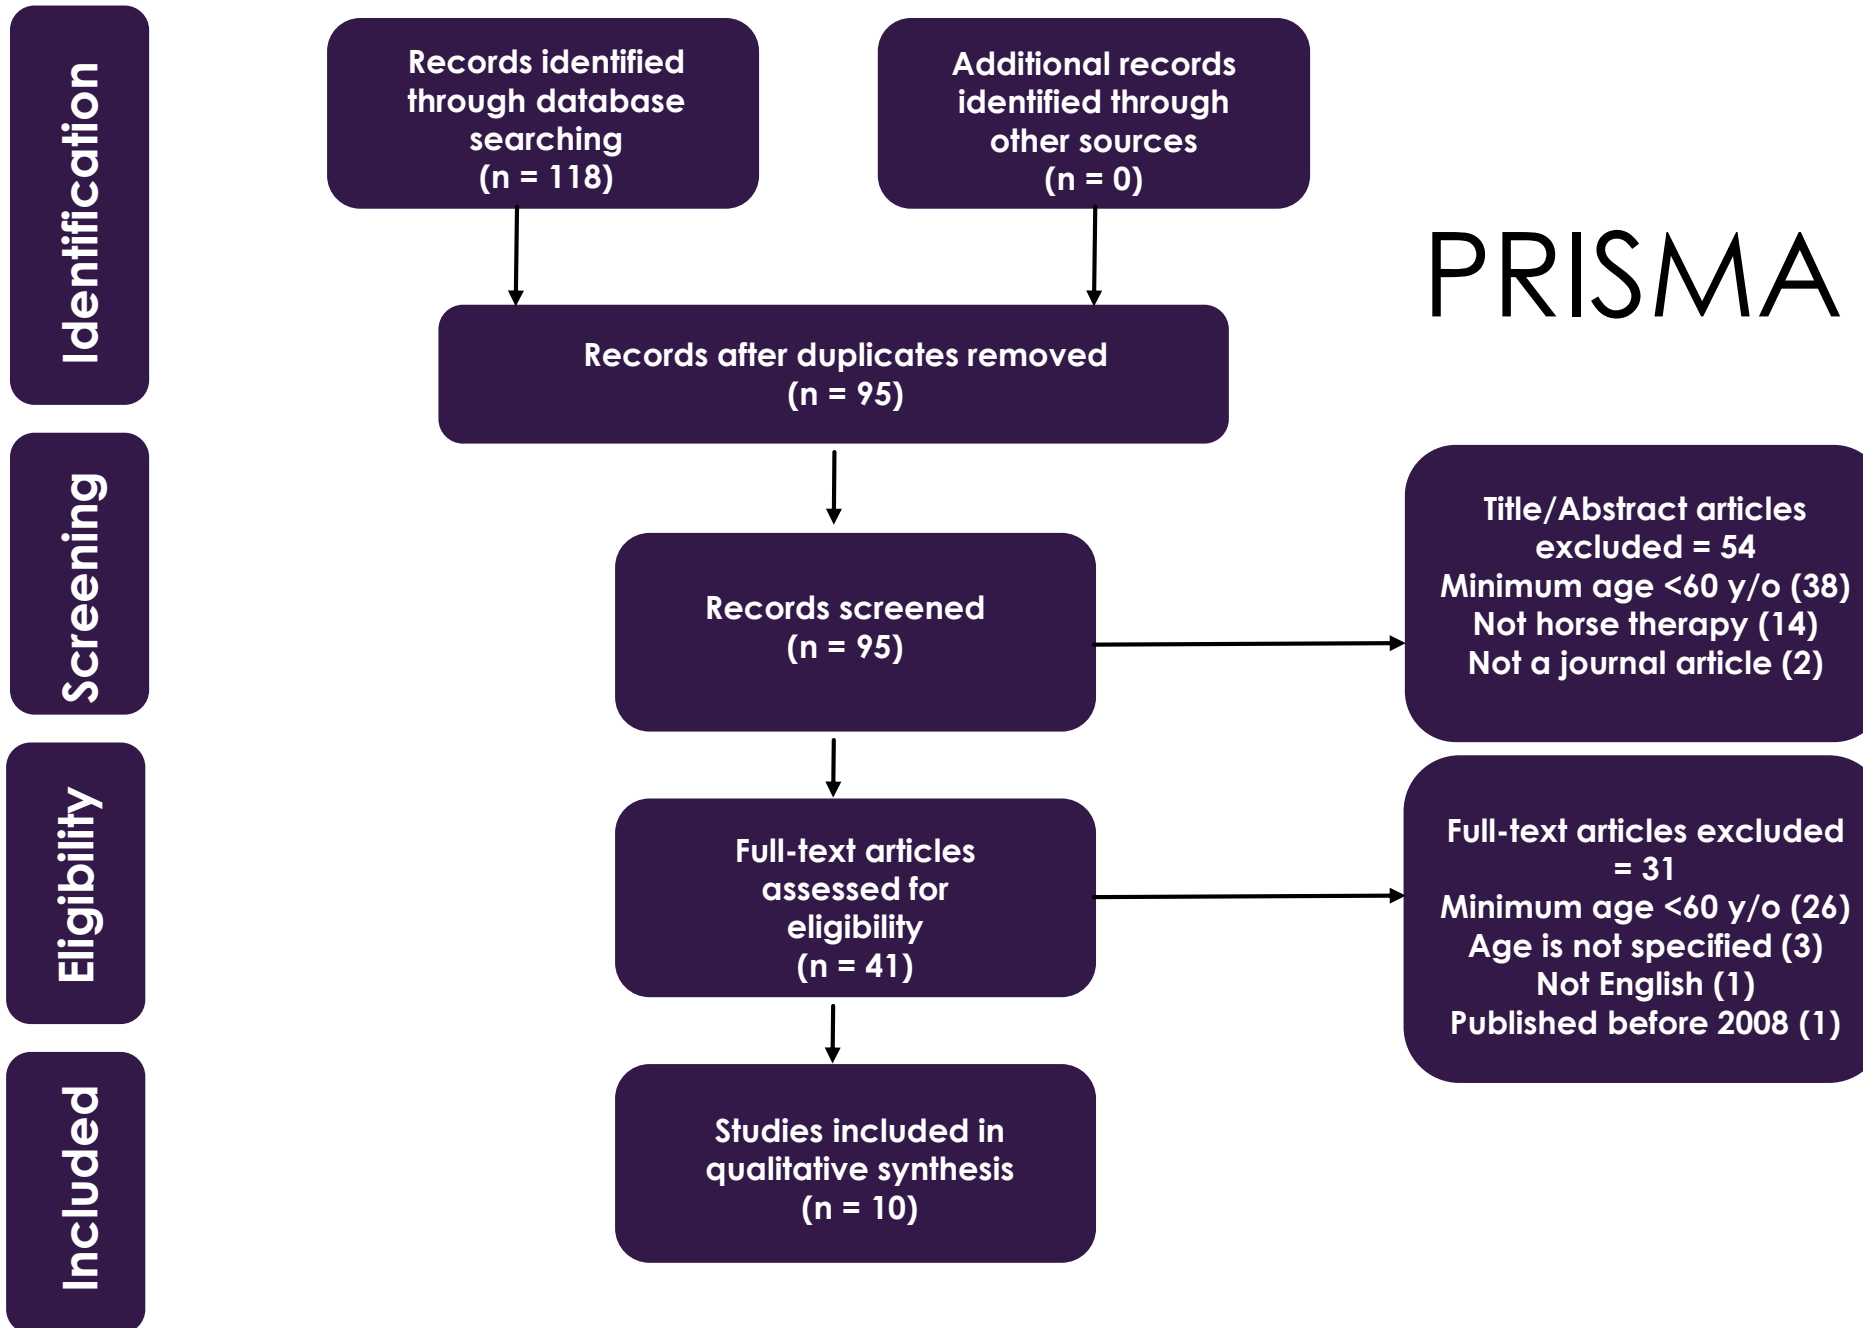 Identification
Records identified
through database
searching
(n = 118)
Additional records
identified through
other sources
(n = 0)
PRISMA
Records after duplicates removed
(n = 95)
Screening
Records screened
(n = 95)
Title/Abstract articles
excluded = 54
Minimum age <60 y/o (38)
Not horse therapy (14)
Not a journal article (2)
Eligibility
Full-text articles
assessed for
eligibility
(n = 41)
Full-text articles excluded
= 31
Minimum age <60 y/o (26)
Age is not specified (3)
Not English (1)
Published before 2008 (1)
Included
Studies included in
qualitative synthesis
(n = 10)